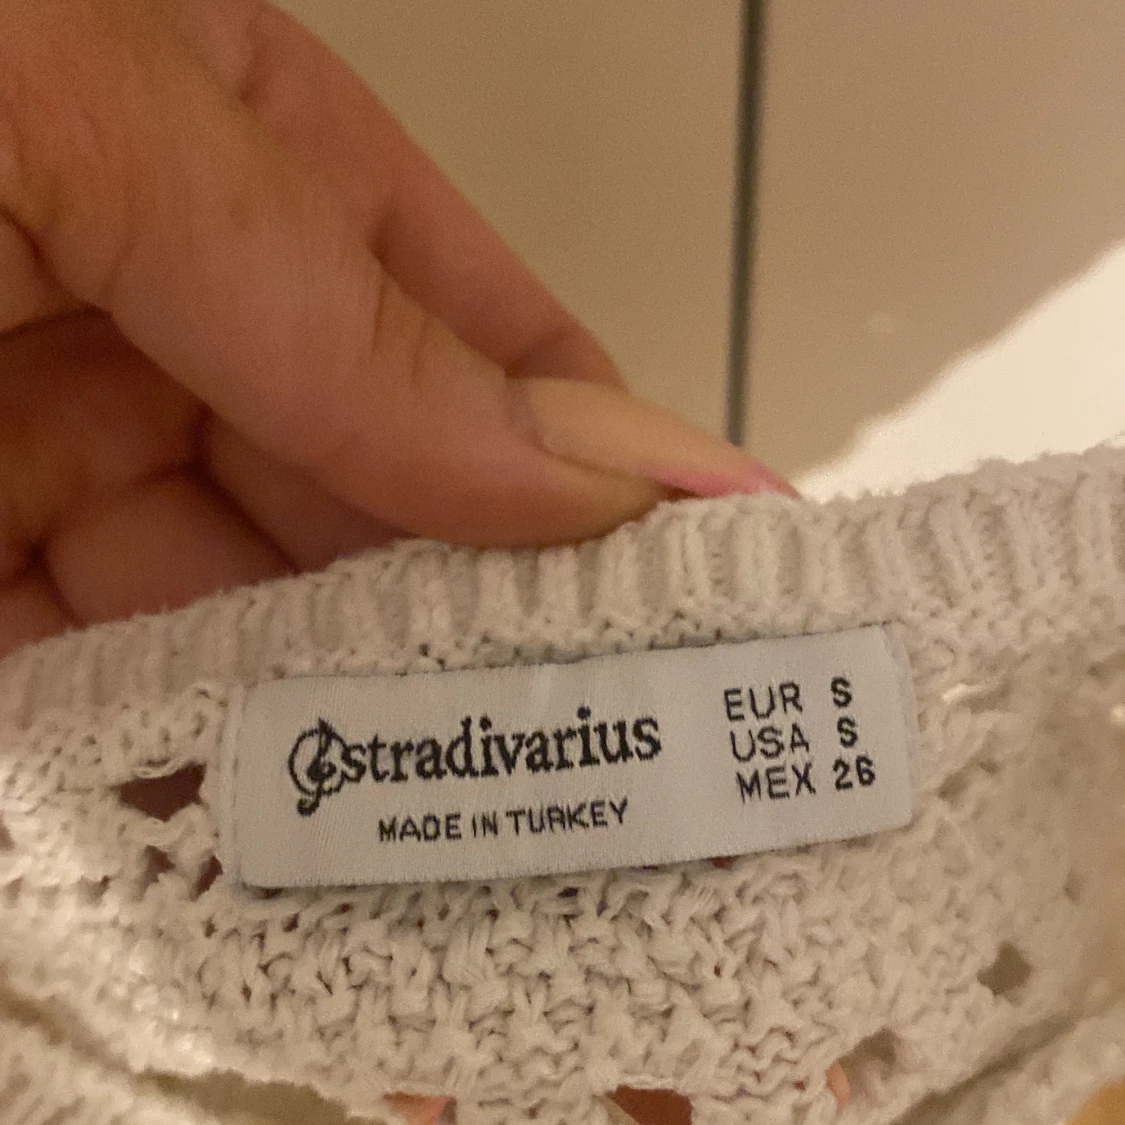 stradivarius
MADE IN TURKEY
EUR S
USA S
MEX 26